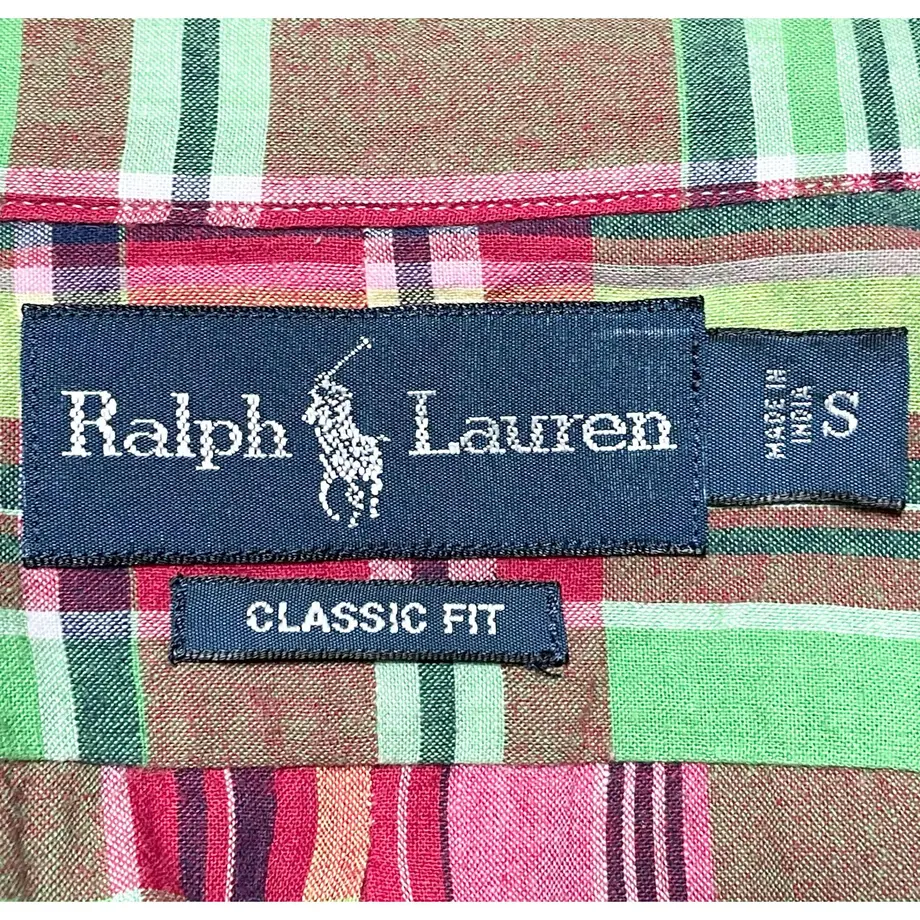 Ralph Lauren
MADE IN
INDIA
S
CLASSIC FIT